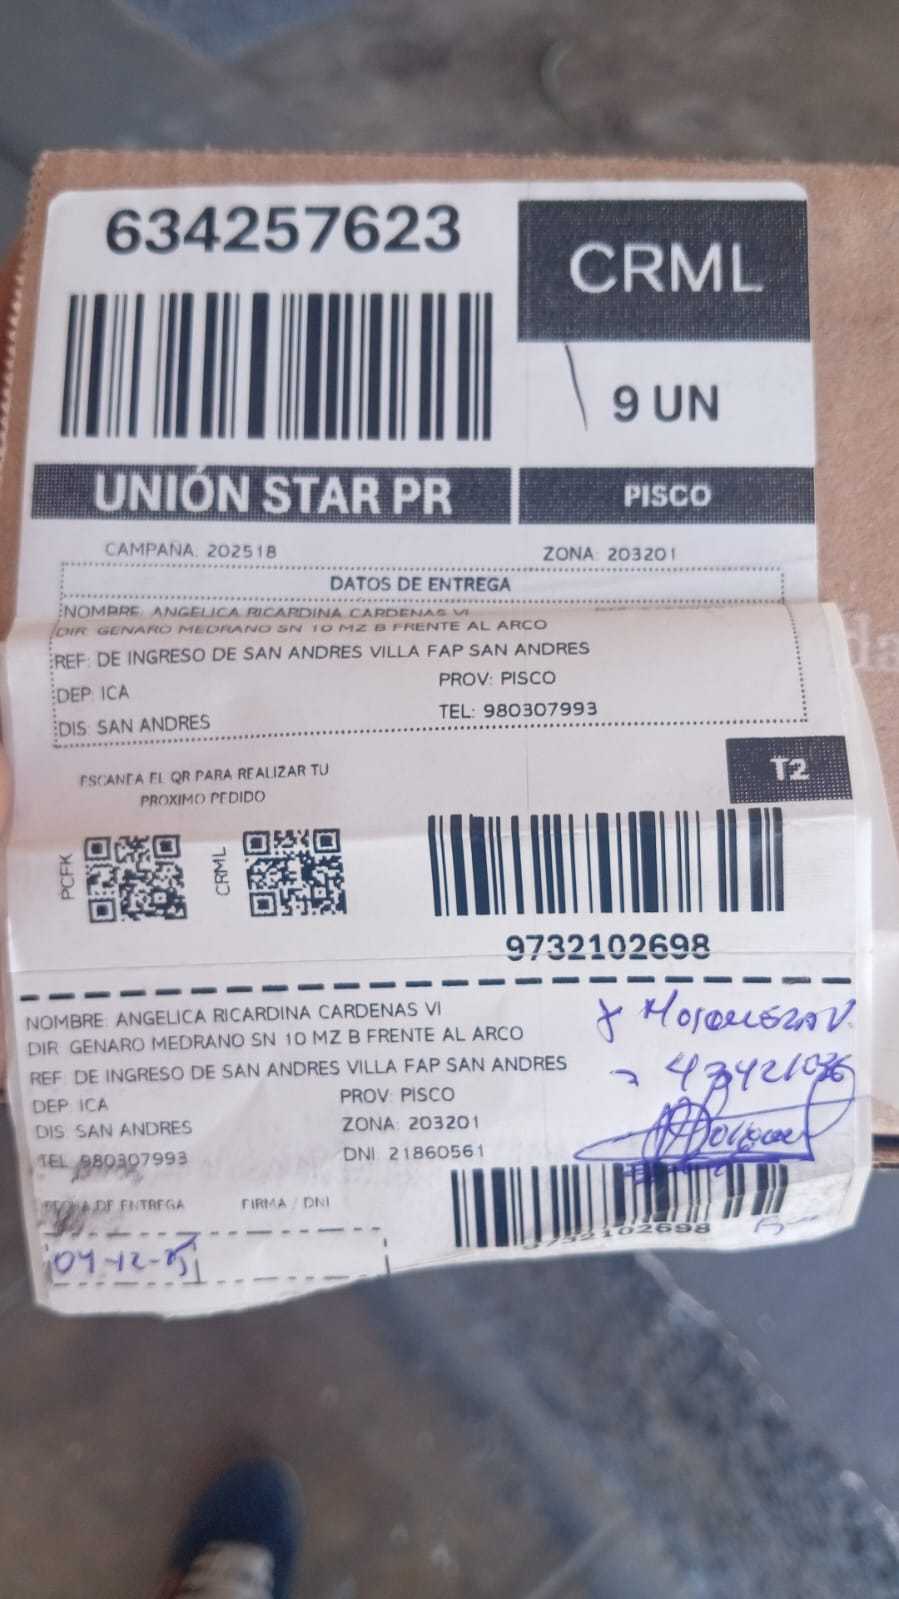 634257623
CRML
9 UN
UNIÓN STAR PR
PISCO
CAMPAÑA: 202518
ZONA: 203201
DATOS DE ENTREGA
NOMBRE: ANGELICA RICARDINA CARDENAS VI
DIR: GENARO MEDRANO SN 10 MZ B FRENTE AL ARCO
REF: DE INGRESO DE SAN ANDRES VILLA FAP SAN ANDRES
DEP: ICA
PROV: PISCO
DIS: SAN ANDRES
TEL: 980307993
ESCANEA EL QR PARA REALIZAR TU
PROXIMO PEDIDO
T2
PCFK
CRML
9732102698
NOMBRE: ANGELICA RICARDINA CARDENAS VI
DIR: GENARO MEDRANO SN 10 MZ B FRENTE AL ARCO
REF: DE INGRESO DE SAN ANDRES VILLA FAP SAN ANDRES
DEP: ICA
PROV: PISCO
DIS: SAN ANDRES
ZONA: 203201
TEL: 980307993
DNI: 21860561
FECHA DE ENTREGA
FIRMA / DNI
9732102698
04-12-25